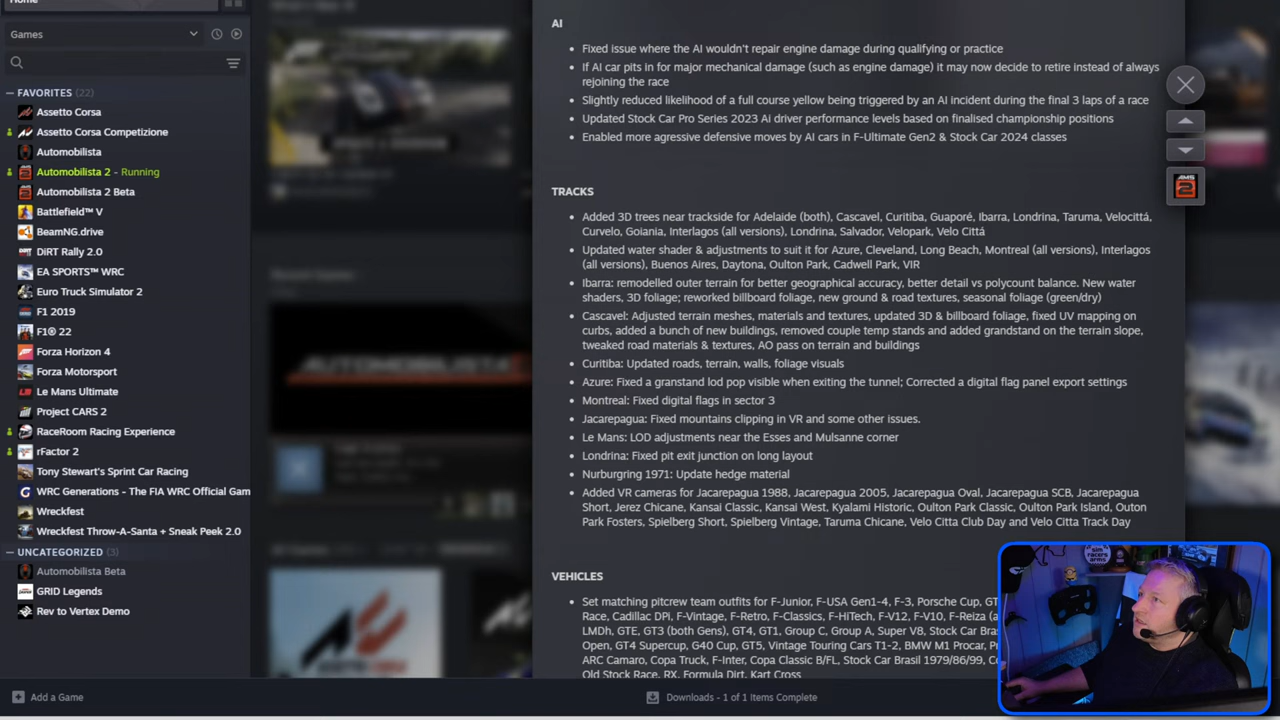 Games
FAVORITES (22)
Assetto Corsa
Assetto Corsa Competizione
Automobilista
Automobilista 2 - Running
Automobilista 2 Beta
Battlefield™ V
BeamNG.drive
DiRT Rally 2.0
EA SPORTS™ WRC
Euro Truck Simulator 2
F1 2019
F1® 22
Forza Horizon 4
Forza Motorsport
Le Mans Ultimate
Project CARS 2
RaceRoom Racing Experience
rFactor 2
Tony Stewart's Sprint Car Racing
WRC Generations - The FIA WRC Official Gam
Wreckfest
Wreckfest Throw-A-Santa + Sneak Peek 2.0
UNCATEGORIZED (3)
Automobilista Beta
GRID Legends
Rev to Vertex Demo
Add a Game
AI
Fixed issue where the AI wouldn't repair engine damage during qualifying or practice
If AI car pits in for major mechanical damage (such as engine damage) it may now decide to retire instead of always
rejoining the race
Slightly reduced likelihood of a full course yellow being triggered by an AI incident during the final 3 laps of a race
Updated Stock Car Pro Series 2023 Ai driver performance levels based on finalised championship positions
Enabled more agressive defensive moves by AI cars in F-Ultimate Gen2 & Stock Car 2024 classes
TRACKS
Added 3D trees near trackside for Adelaide (both), Cascavel, Curitiba, Guaporé, Ibarra, Londrina, Taruma, Velocittá,
Curvelo, Goiania, Interlagos (all versions), Londrina, Salvador, Velopark, Velo Cittá
Updated water shader & adjustments to suit it for Azure, Cleveland, Long Beach, Montreal (all versions), Interlagos
(all versions), Buenos Aires, Daytona, Oulton Park, Cadwell Park, VIR
Ibarra: remodelled outer terrain for better geographical accuracy, better detail vs polycount balance. New water
shaders, 3D foliage; reworked billboard foliage, new ground & road textures, seasonal foliage (green/dry)
Cascavel: Adjusted terrain meshes, materials and textures, updated 3D & billboard foliage, fixed UV mapping on
curbs, added a bunch of new buildings, removed couple temp stands and added grandstand on the terrain slope,
tweaked road materials & textures, AO pass on terrain and buildings
Curitiba: Updated roads, terrain, walls, foliage visuals
Azure: Fixed a granstand lod pop visible when exiting the tunnel; Corrected a digital flag panel export settings
Montreal: Fixed digital flags in sector 3
Jacarepagua: Fixed mountains clipping in VR and some other issues.
Le Mans: LOD adjustments near the Esses and Mulsanne corner
Londrina: Fixed pit exit junction on long layout
Nurburgring 1971: Update hedge material
Added VR cameras for Jacarepagua 1988, Jacarepagua 2005, Jacarepagua Oval, Jacarepagua SCB, Jacarepagua
Short, Jerez Chicane, Kansai Classic, Kansai West, Kyalami Historic, Oulton Park Classic, Oulton Park Island, Outon
Park Fosters, Spielberg Short, Spielberg Vintage, Taruma Chicane, Velo Citta Club Day and Velo Citta Track Day
VEHICLES
Set matching pitcrew team outfits for F-Junior, F-USA Gen1-4, F-3, Porsche Cup, GT
Race, Cadillac DPI, F-Vintage, F-Retro, F-Classics, F-HiTech, F-V12, F-V10, F-Reiza (a
LMDh, GTE, GT3 (both Gens), GT4, GT1, Group C, Group A, Super V8, Stock Car Bras
Open, GT4 Supercup, G40 Cup, GT5, Vintage Touring Cars T1-2, BMW M1 Procar, Pr
ARC Camaro, Copa Truck, F-Inter, Copa Classic B/FL, Stock Car Brasil 1979/86/99, Co
Old Stock Race, RX, Formula Dirt, Kart Cross
AMS
2
Downloads - 1 of 1 Items Complete